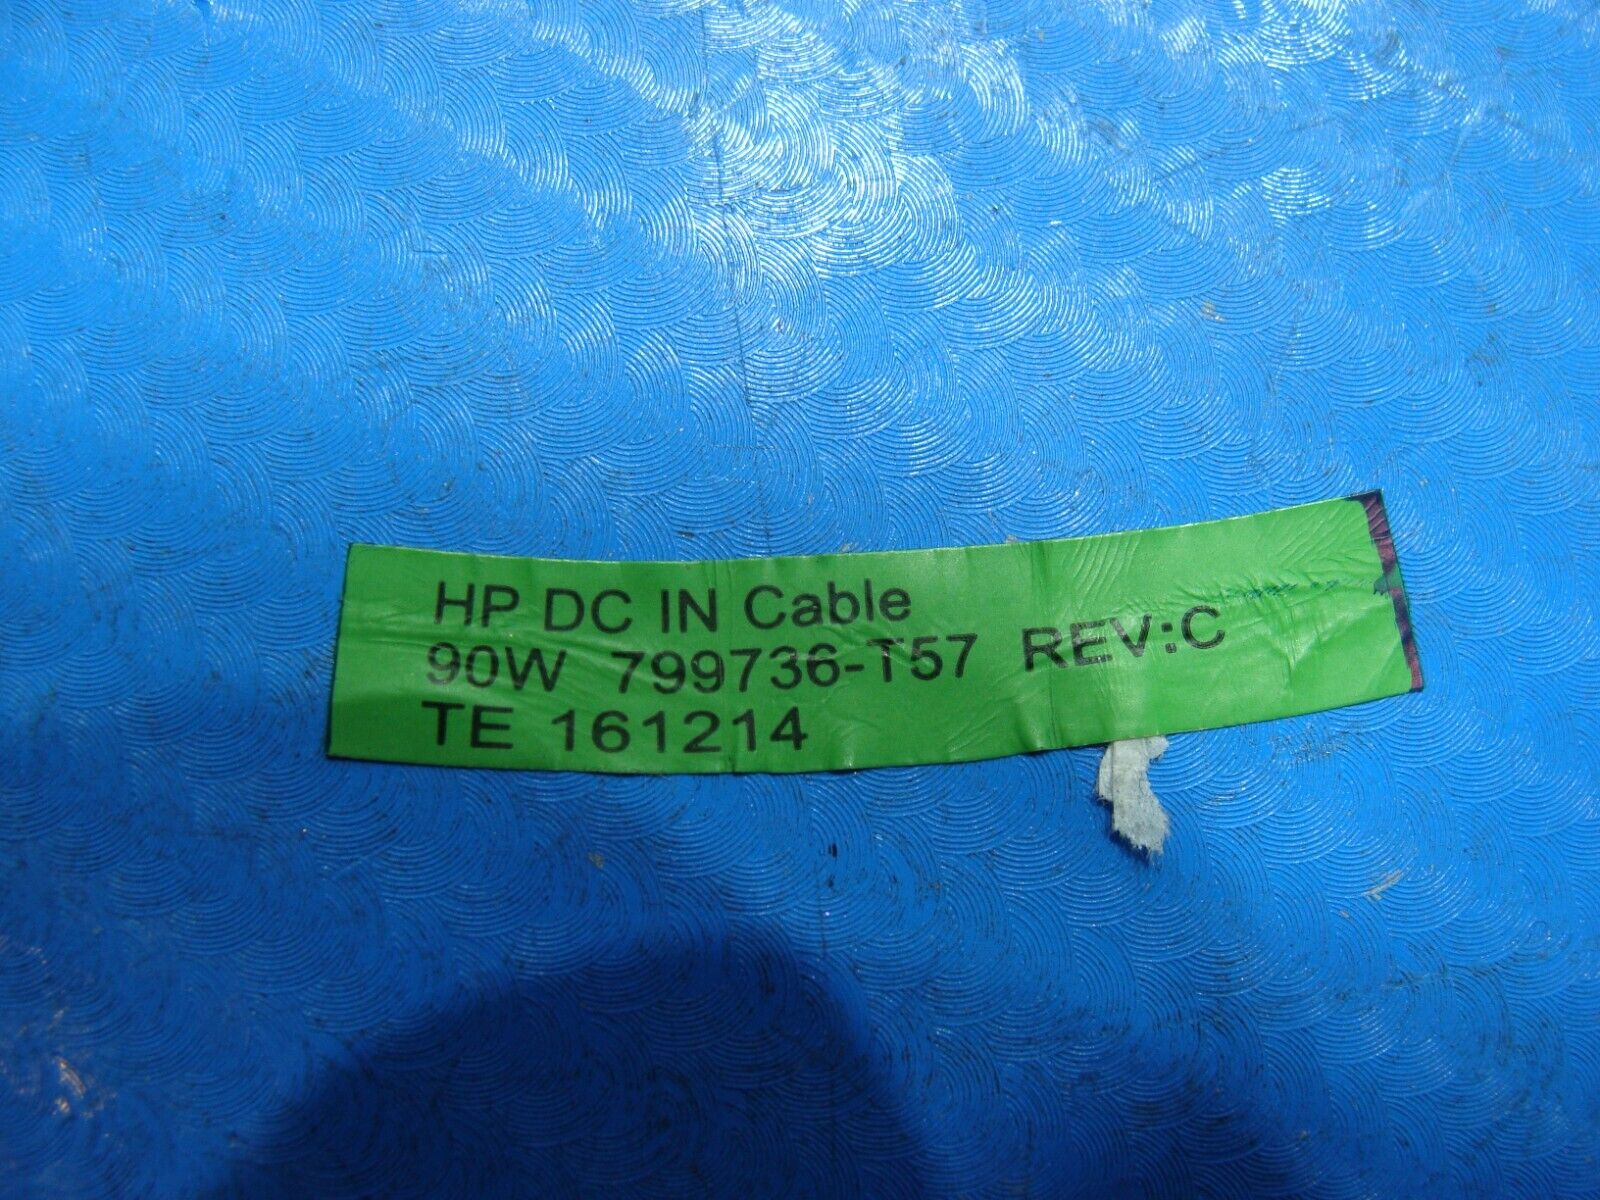 HP DC IN Cable
90W 799736-T57 REV:C
TE 161214